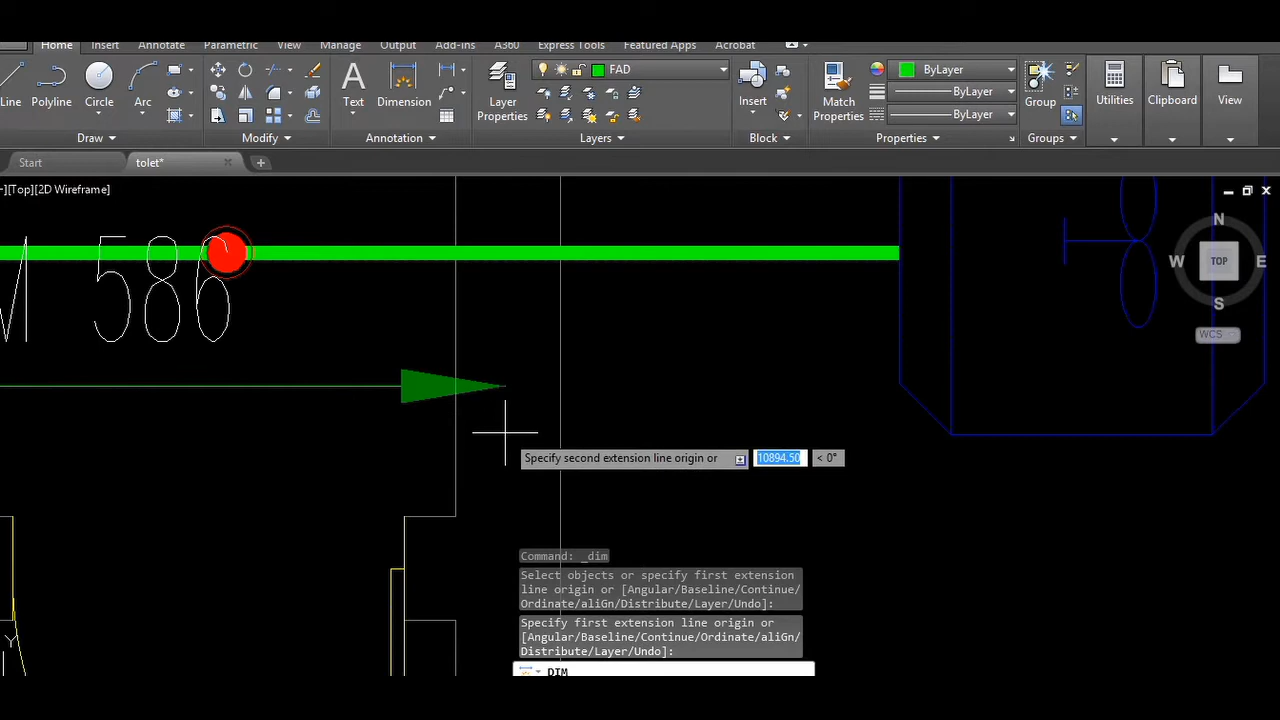 Home Insert Annotate Parametric View Manage Output Add-ins A360 Express Tools Featured Apps Acrobat
Line Polyline Circle Arc Text Dimension Layer Properties FAD Insert Match Properties ByLayer ByLayer ByLayer Group Utilities Clipboard View
Draw Modify Annotation Layers Block Properties Groups
Start tolet*
][Top][2D Wireframe]
M 586
8
N
W TOP E
S
WCS
Specify second extension line origin or 10894.50 < 0°
Command: _dim
Select objects or specify first extension
line origin or [Angular/Baseline/Continue/
Ordinate/aliGn/Distribute/Layer/Undo]:
Specify first extension line origin or
[Angular/Baseline/Continue/Ordinate/aliGn/
Distribute/Layer/Undo]:
Y
DIM